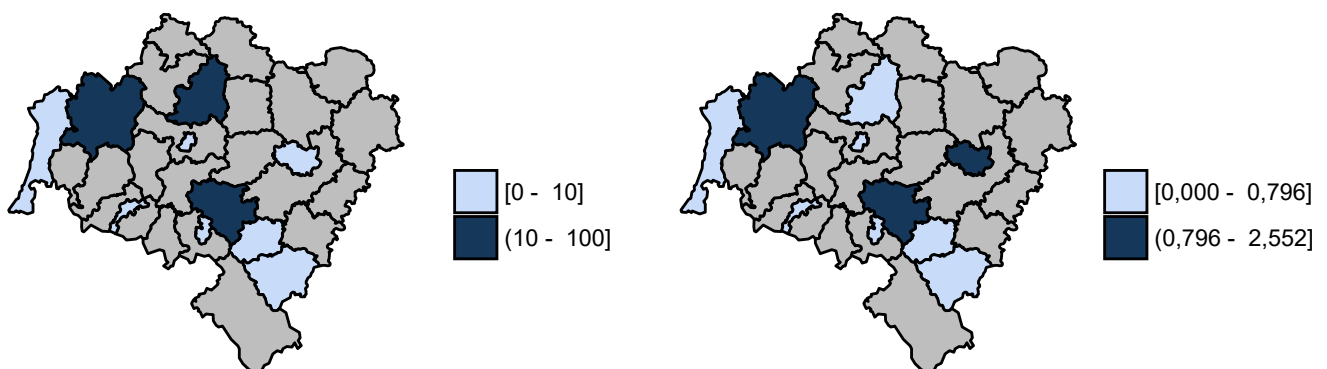 [0 -  10]
(10 -  100]
[0,000 -  0,796]
(0,796 -  2,552]